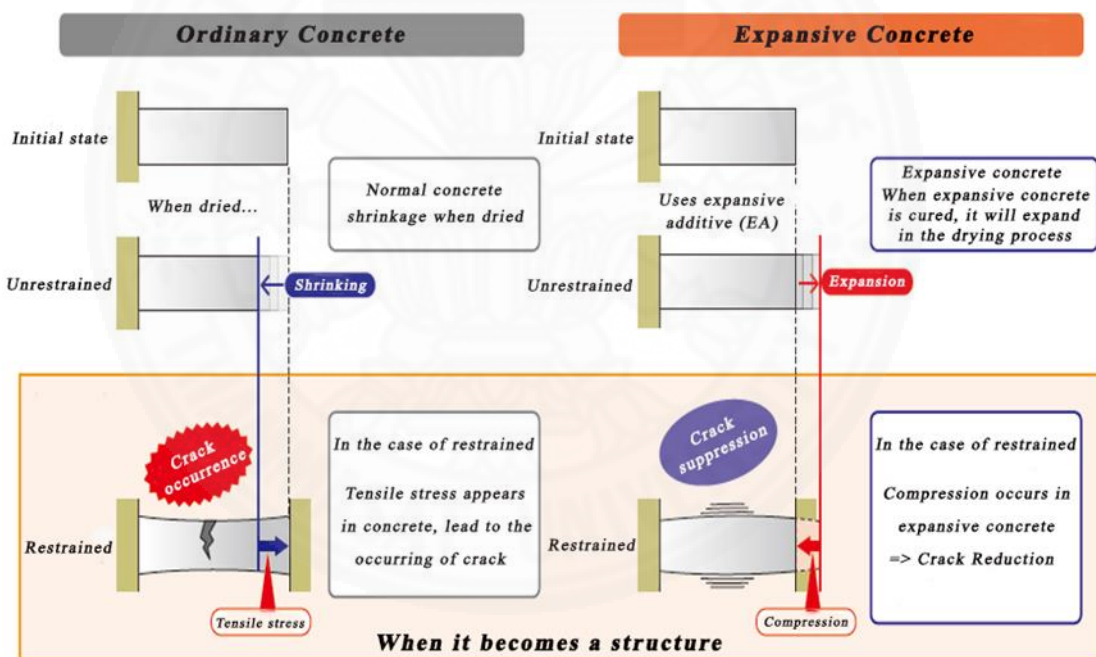 Ordinary Concrete
Initial state
When dried...
Normal concrete
shrinkage when dried
Unrestrained
Shrinking
Crack
occurrence
In the case of restrained
Tensile stress appears
in concrete, lead to the
occurring of crack
Restrained
Tensile stress
Expansive Concrete
Initial state
Uses expansive
additive (EA)
Expansive concrete
When expansive concrete
is cured, it will expand
in the drying process
Unrestrained
Expansion
Crack
suppression
In the case of restrained
Compression occurs in
expansive concrete
=> Crack Reduction
Restrained
Compression
When it becomes a structure